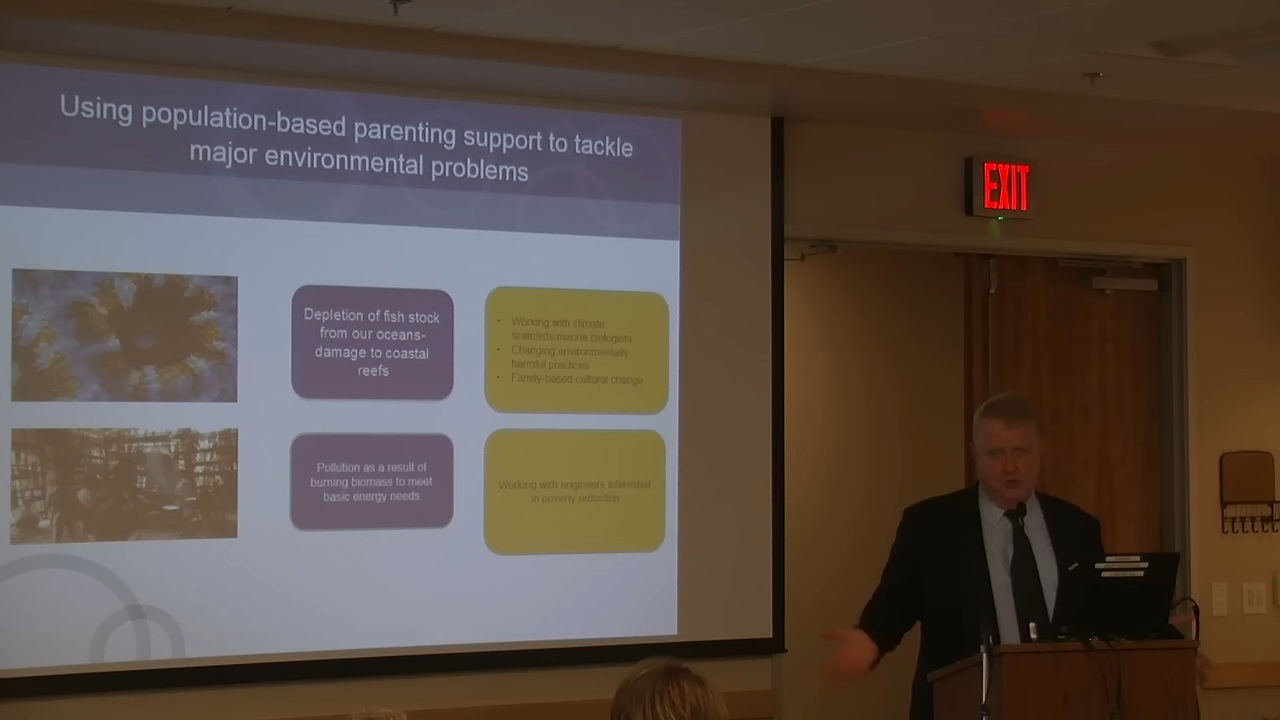 Using population-based parenting support to tackle
major environmental problems
EXIT
Depletion of fish stock
from our oceans-
damage to coastal
reefs
• Working with climate
scientists/marine biologists
• Changing environmentally
harmful practices
• Family-based cultural change
Pollution as a result of
burning biomass to meet
basic energy needs
Working with engineers interested
in poverty reduction